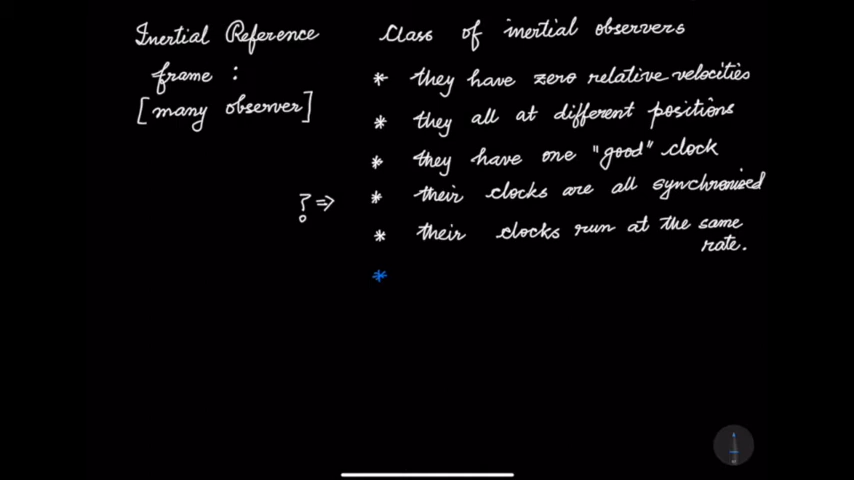 Inertial Reference
frame :
[many observer]
Class of inertial observers
* they have zero relative velocities
* they all at different positions
* they have one "good" clock
? ⇒ * their clocks are all synchronised
* their clocks run at the same
rate.
*